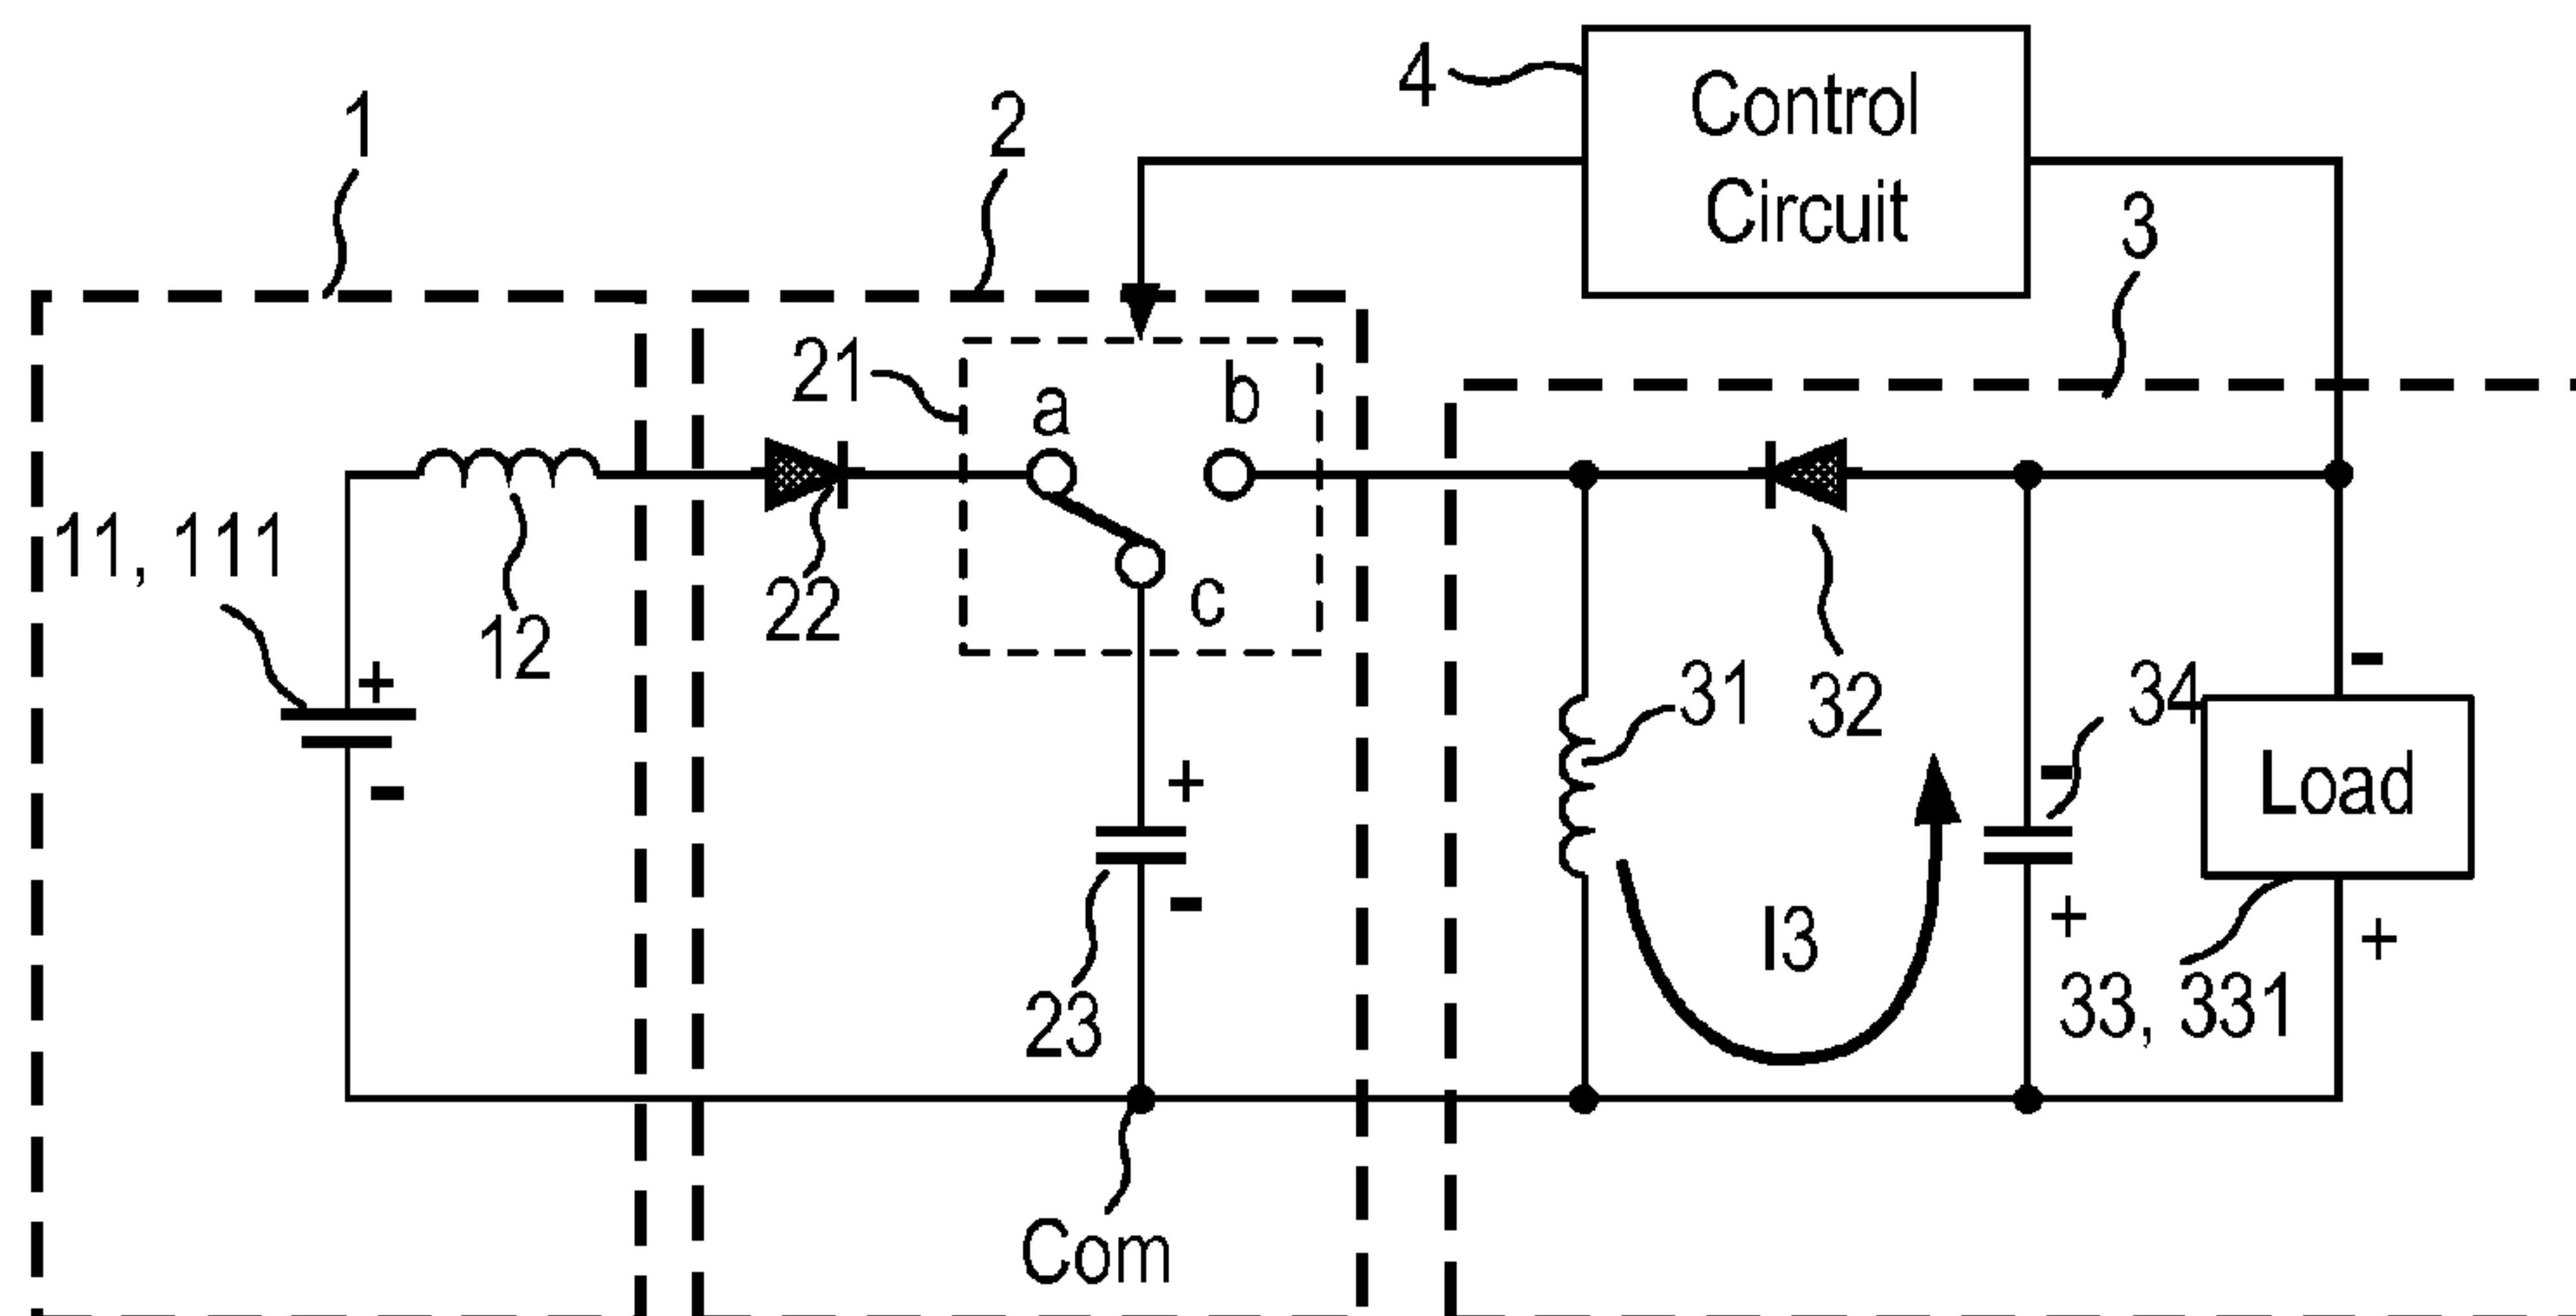 4
Control
Circuit
1
2
3
21
a
b
11, 111
12
22
c
+
-
31
32
34
-
Load
+
-
23
I3
-
+
+
33, 331
Com